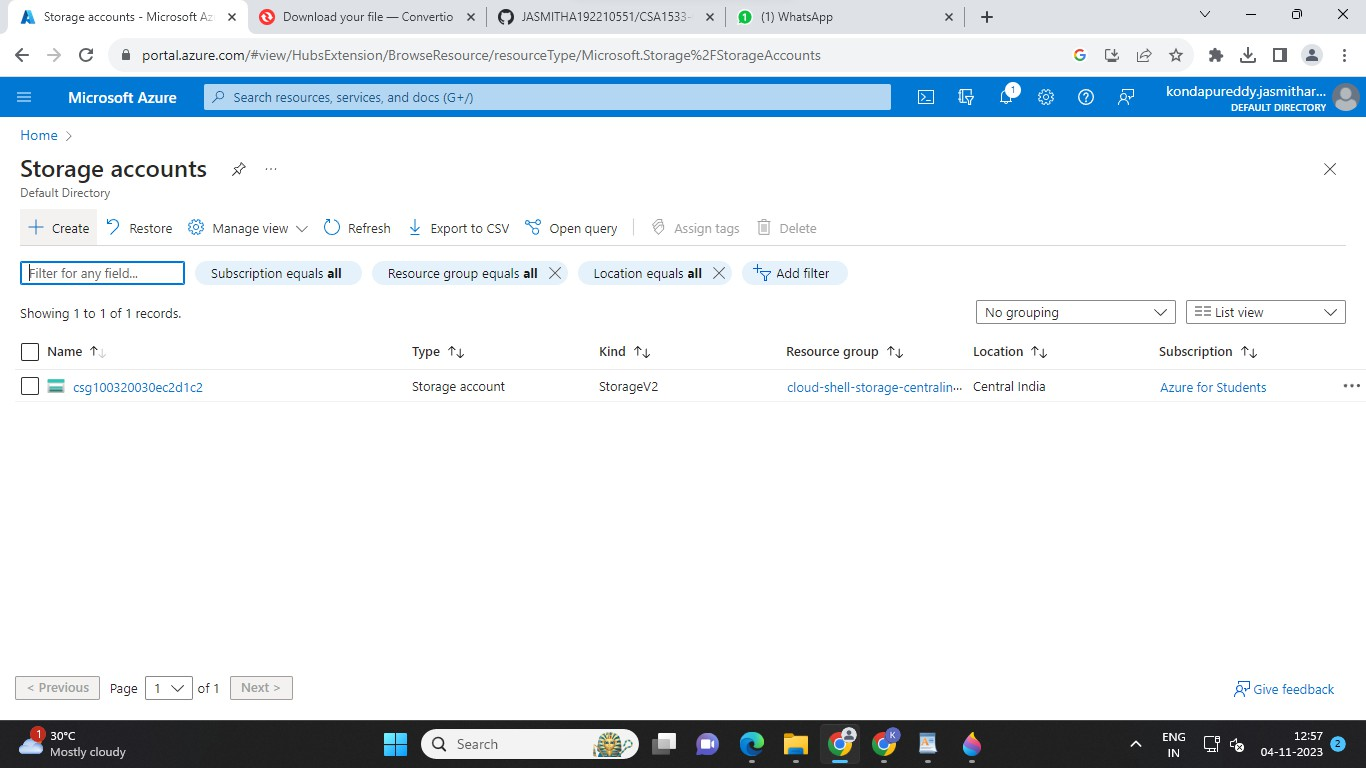 Storage accounts - Microsoft Az
Download your file — Convertio
JASMITHA192210551/CSA1533-
(1) WhatsApp
portal.azure.com/#view/HubsExtension/BrowseResource/resourceType/Microsoft.Storage%2FStorageAccounts
Microsoft Azure
Search resources, services, and docs (G+/)
1
kondapureddy.jasmithar...
DEFAULT DIRECTORY
Home >
Storage accounts
...
Default Directory
Create
Restore
Manage view
Refresh
Export to CSV
Open query
Assign tags
Delete
Filter for any field...
Subscription equals all
Resource group equals all
Location equals all
Add filter
Showing 1 to 1 of 1 records.
No grouping
List view
Name
Type
Kind
Resource group
Location
Subscription
csg100320030ec2d1c2
Storage account
StorageV2
cloud-shell-storage-centralin...
Central India
Azure for Students
...
< Previous
Page
1
of 1
Next >
Give feedback
1
30°C
Mostly cloudy
Search
K
ENG
IN
12:57
04-11-2023
2